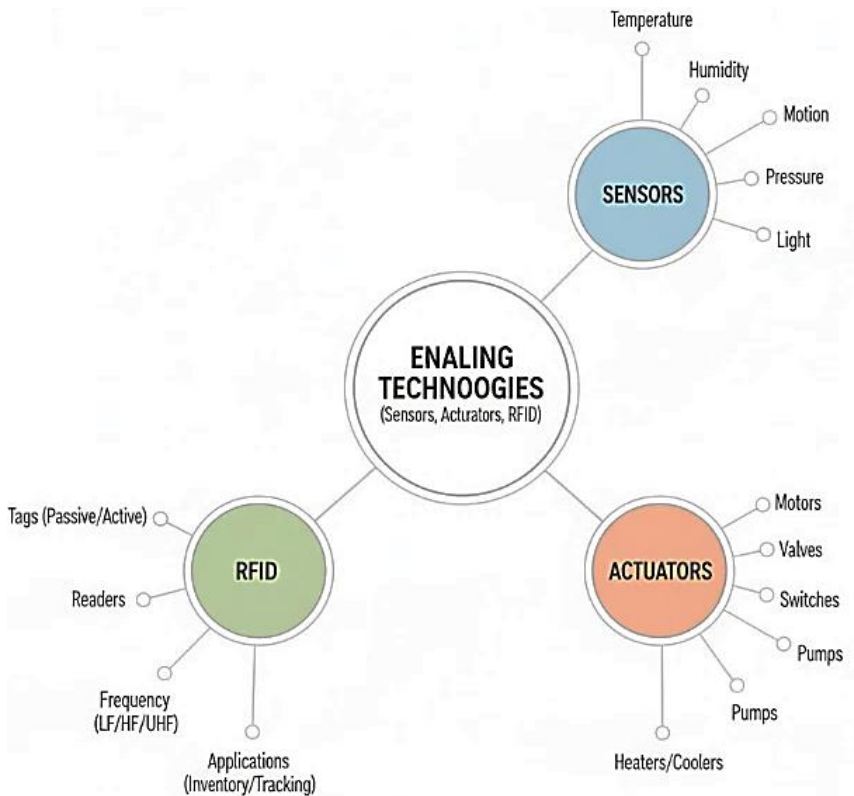 Temperature
Humidity
Motion
Pressure
Light
SENSORS
ENALING
TECHNOOGIES
(Sensors, Acturators, RFID)
RFID
Tags (Passive/Active)
Readers
Frequency
(LF/HF/UHF)
Applications
(Inventory/Tracking)
ACTUATORS
Motors
Valves
Switches
Pumps
Pumps
Heaters/Coolers